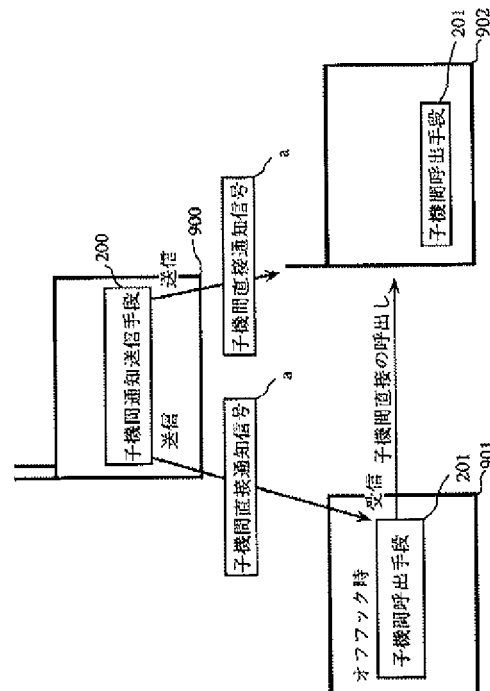 200
子機間通知送信手段
900
送信
送信
a
子機間直接通知信号
a
子機間直接通知信号
オフフック時
受信
子機間直接の呼出し
子機間呼出手段
201
901
子機間呼出手段
201
902